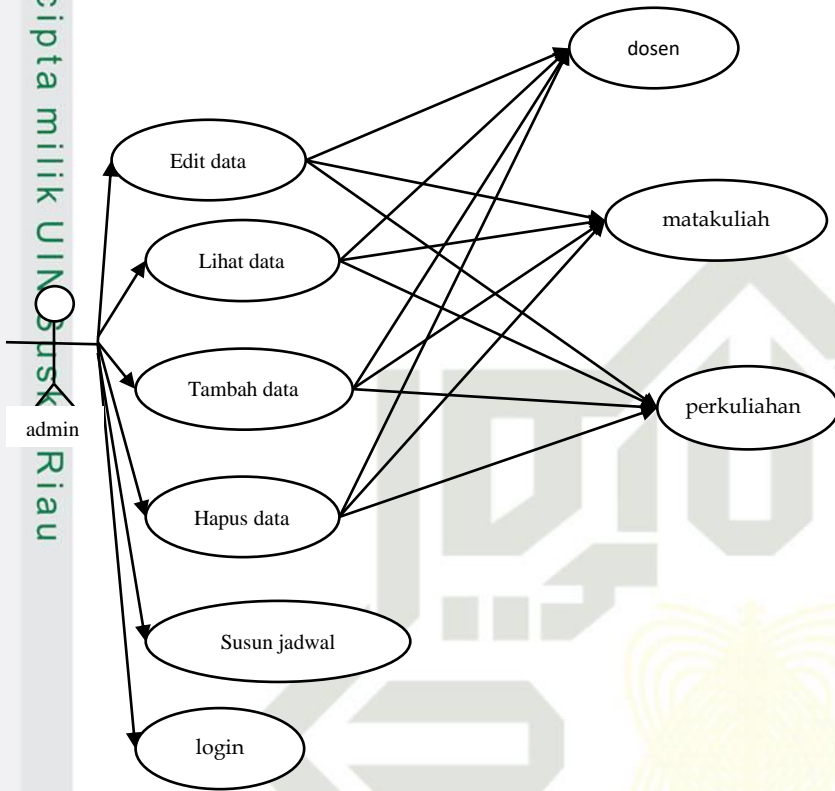 cipta milik UIN Susk Riau
dosen
Edit data
matakuliah
Lihat data
Tambah data
perkuliahan
admin
Hapus data
Susun jadwal
login